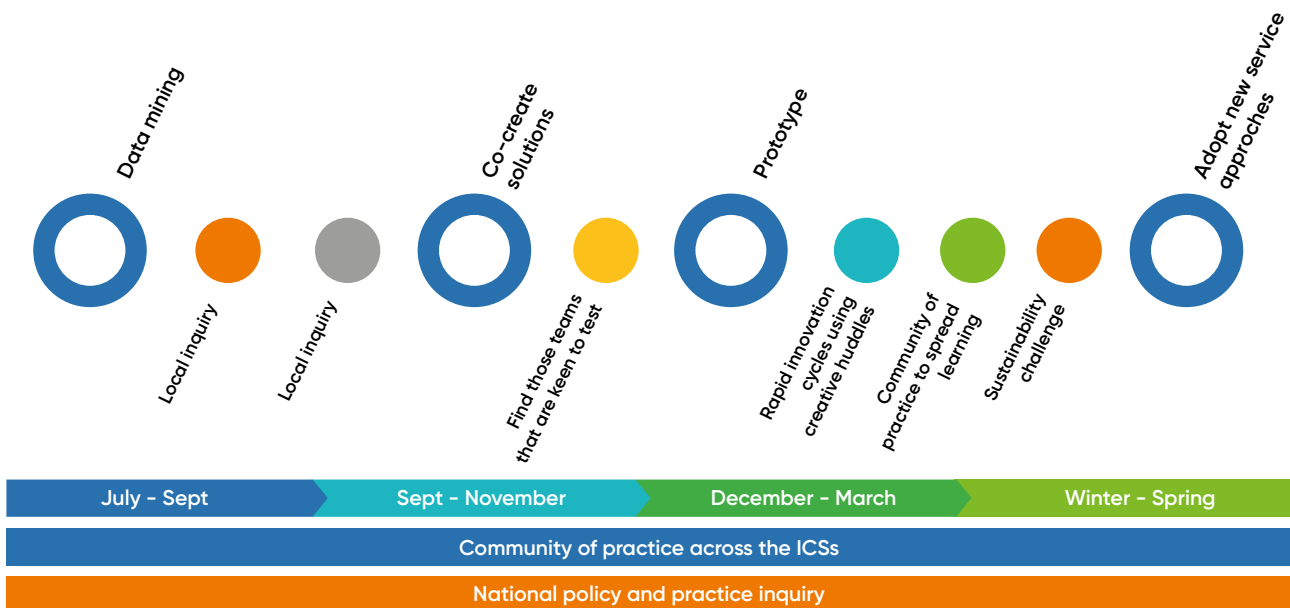 Data mining
Co-create
solutions
Prototype
Adopt new service
approches
Local inquiry
Local inquiry
Find those teams
that are keen to test
Rapid innovation
cycles using
creative huddles
Community of
practice to spread
learning
Sustainability
challenge
July - Sept
Sept - November
December - March
Winter - Spring
Community of practice across the ICSs
National policy and practice inquiry